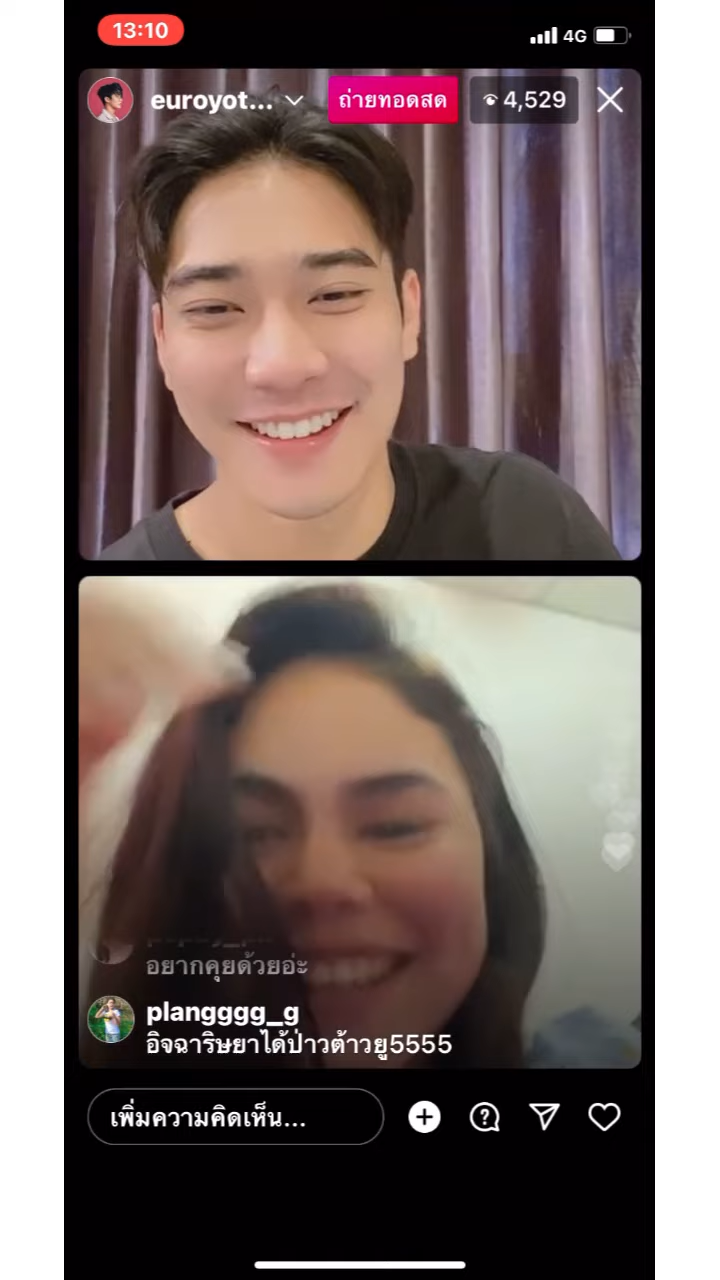 13:10
4G
euroyot...
ถ่ายทอดสด
4,529
อยากคุยด้วยอ่ะ
plangggg_g
อิจฉาริษยาได้ป่าวต้าวยู5555
เพิ่มความคิดเห็น...